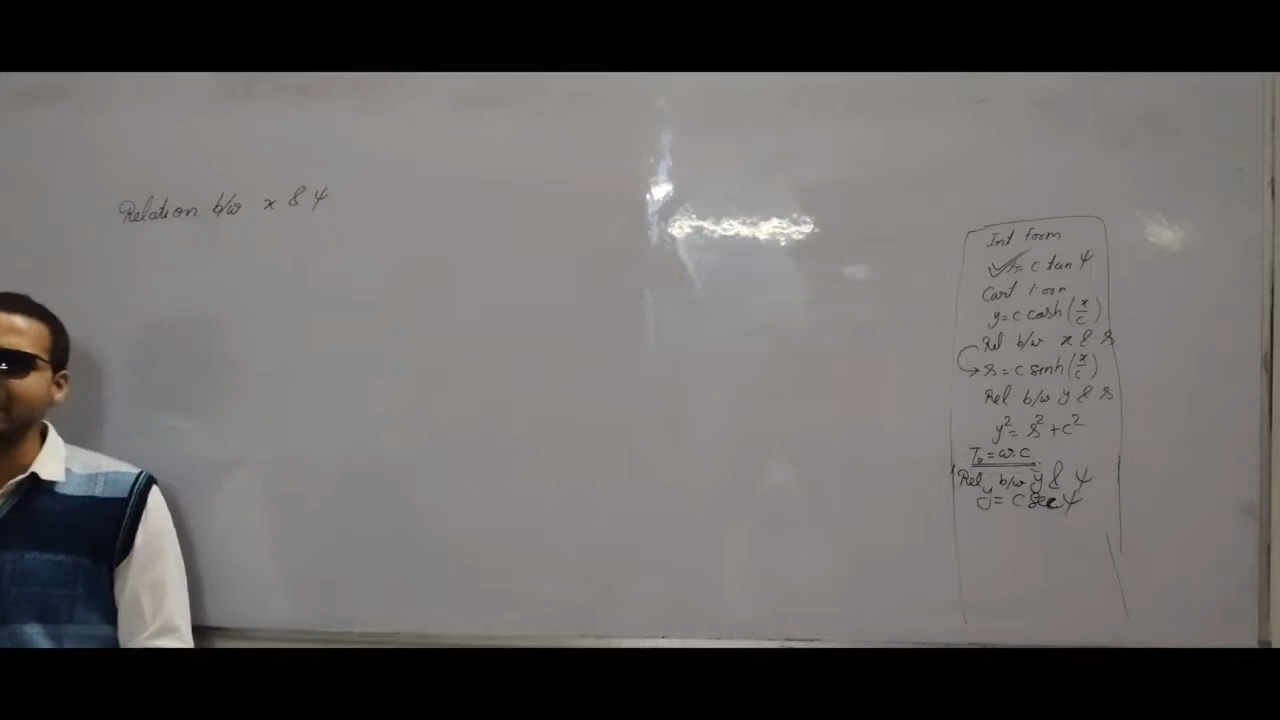 Relation b/w x & ψ
Int Form
s = c tan ψ
Cart Form
y = c cosh (x/c)
Rel b/w x & s
s = c sinh (x/c)
Rel b/w y & s
y² = s² + c²
T₀ = w.c
Rel b/w y & ψ
y = c sec ψ